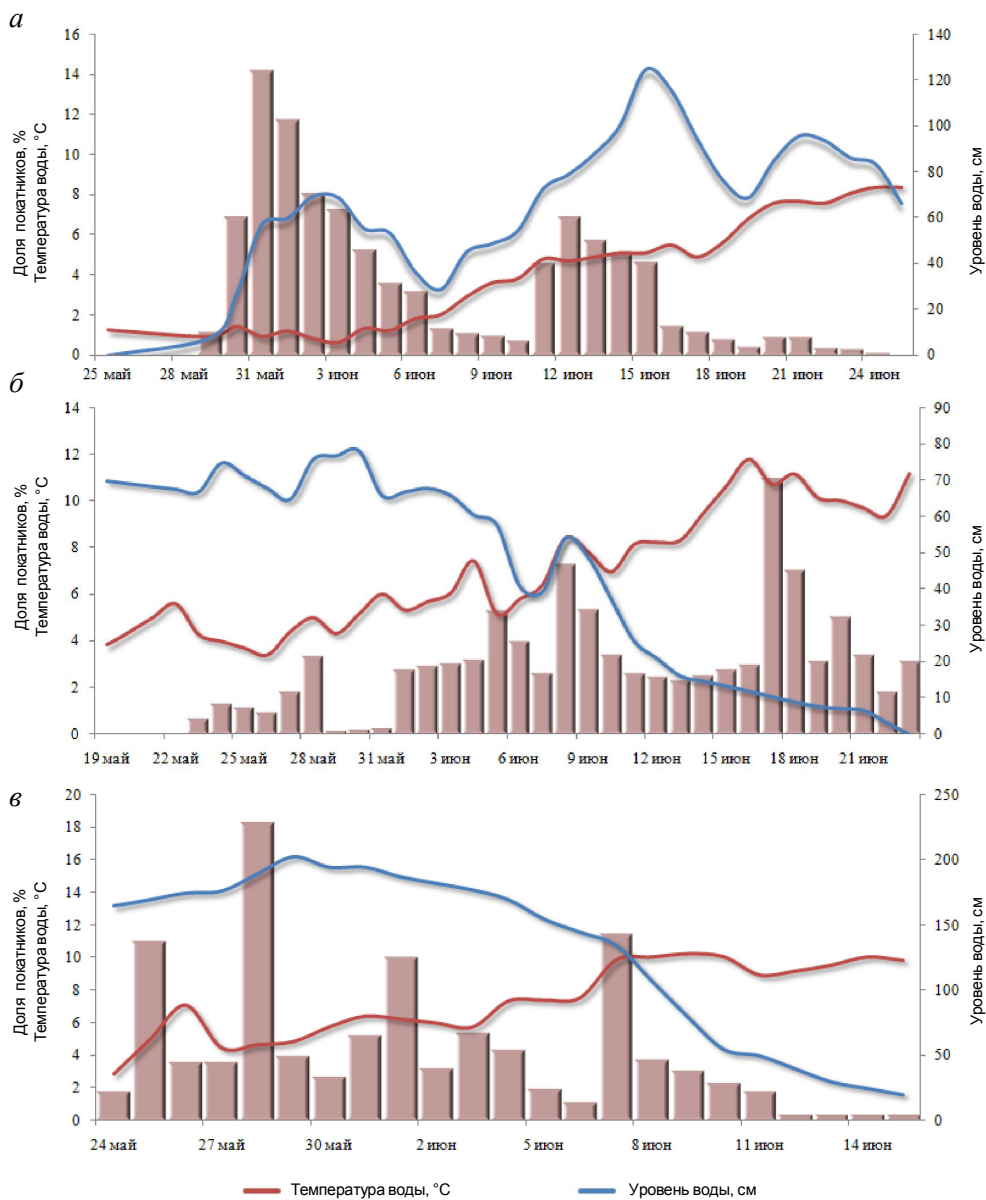 а
16 14 12 10 8 6 4 2 0
Доля покатников, %
Температура воды, °C
140 120 100 80 60 40 20 0
Уровень воды, см
25 май 28 май 31 май 3 июн 6 июн 9 июн 12 июн 15 июн 18 июн 21 июн 24 июн
б
14 12 10 8 6 4 2 0
Доля покатников, %
Температура воды, °C
90 80 70 60 50 40 30 20 10 0
Уровень воды, см
19 май 22 май 25 май 28 май 31 май 3 июн 6 июн 9 июн 12 июн 15 июн 18 июн 21 июн
в
20 18 16 14 12 10 8 6 4 2 0
Доля покатников, %
Температура воды, °C
250 200 150 100 50 0
Уровень воды, см
24 май 27 май 30 май 2 июн 5 июн 8 июн 11 июн 14 июн
Температура воды, °C Уровень воды, см